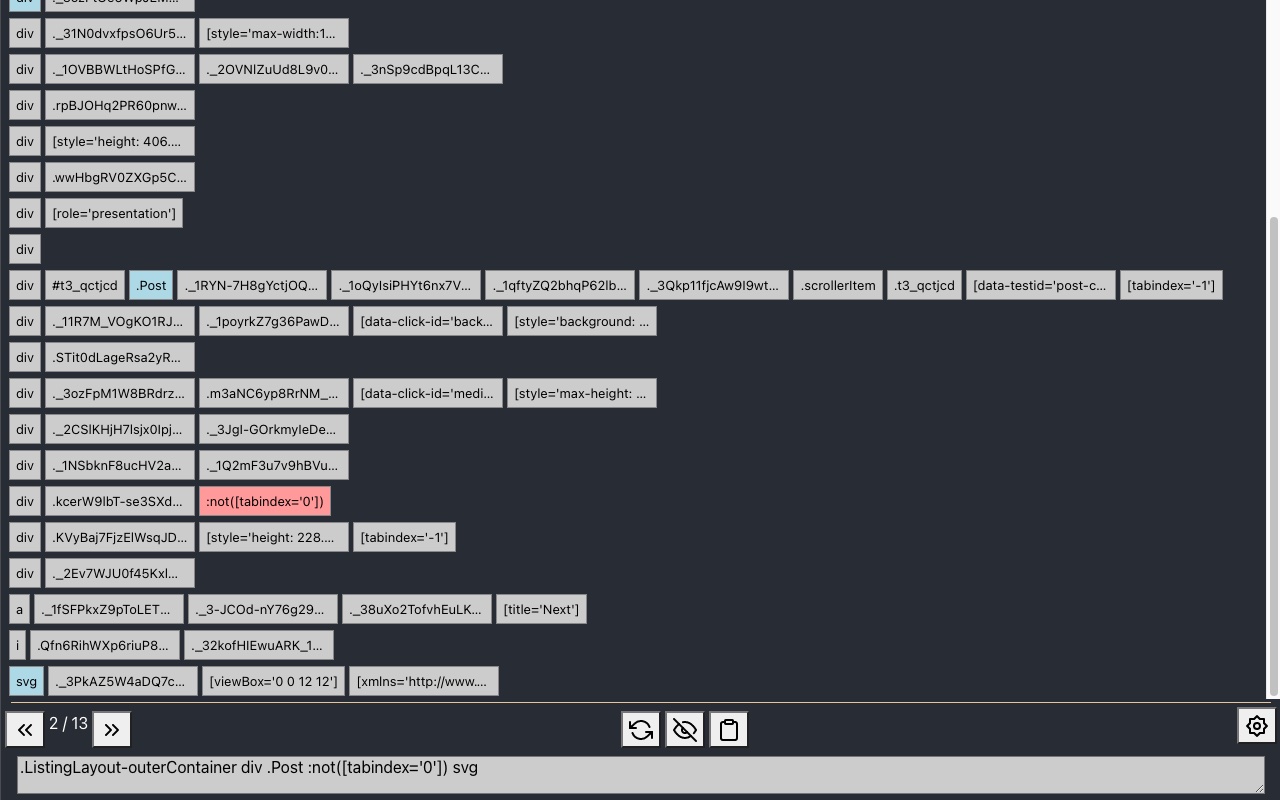 div
div ._31N0dvxfpsO6Ur5... [style='max-width:1...
div ._1OVBBWLtHoSPfG... ._2OVNIZuUd8L9v0... ._3nSp9cdBpqL13C...
div .rpBJOHq2PR60pnw...
div [style='height: 406....
div .wwHbgRV0ZXGp5C...
div [role='presentation']
div
div #t3_qctjcd .Post ._1RYN-7H8gYctjOQ... ._1oQyIsiPHYt6nx7V... ._1qftyZQ2bhqP62lb... ._3Qkp11fjcAw9I9wt... .scrollerItem .t3_qctjcd [data-testid='post-c... [tabindex='-1']
div ._11R7M_VOgKO1RJ... ._1poyrkZ7g36PawD... [data-click-id='back... [style='background: ...
div .STit0dLageRsa2yR...
div ._3ozFpM1W8BRdrz... .m3aNC6yp8RrNM_... [data-click-id='medi... [style='max-height: ...
div ._2CSlKHjH7lsjx0lpj... ._3JgI-GOrkmyIeDe...
div ._1NSbknF8ucHV2a... ._1Q2mF3u7v9hBVu...
div .kcerW9lbT-se3SXd... :not([tabindex='0'])
div .KVyBaj7FjzElWsqJD... [style='height: 228.... [tabindex='-1']
div ._2Ev7WJU0f45Kxl...
a ._1fSFPkxZ9pToLET... ._3-JCOd-nY76g29... ._38uXo2TofvhEuLK... [title='Next']
i .Qfn6RihWXp6riuP8... ._32kofHlEwuARK_1...
svg ._3PkAZ5W4aDQ7c... [viewBox='0 0 12 12'] [xmlns='http://www....
2 / 13
.ListingLayout-outerContainer div .Post :not([tabindex='0']) svg